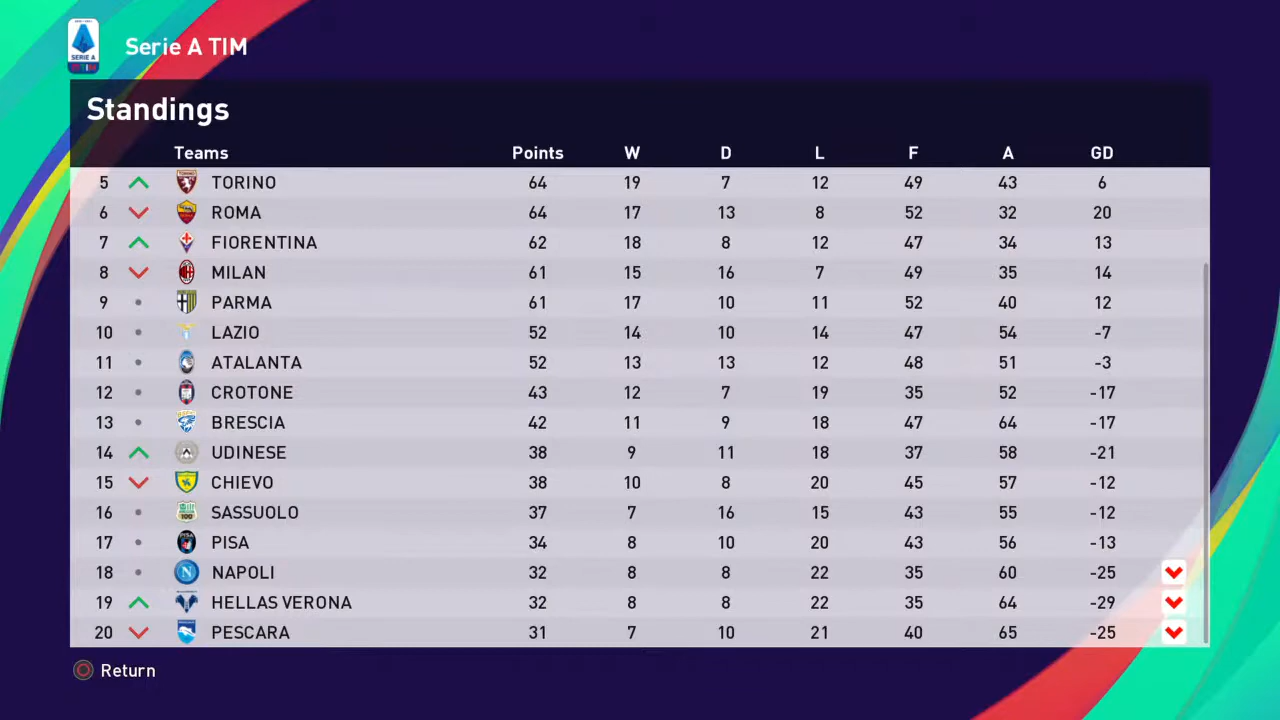 SERIE A
TIM
Serie A TIM
Standings
Teams Points W D L F A GD
5 TORINO 64 19 7 12 49 43 6
6 ROMA 64 17 13 8 52 32 20
7 FIORENTINA 62 18 8 12 47 34 13
8 MILAN 61 15 16 7 49 35 14
9 PARMA 61 17 10 11 52 40 12
10 LAZIO 52 14 10 14 47 54 -7
11 ATALANTA 52 13 13 12 48 51 -3
12 CROTONE 43 12 7 19 35 52 -17
13 BRESCIA 42 11 9 18 47 64 -17
14 UDINESE 38 9 11 18 37 58 -21
15 CHIEVO 38 10 8 20 45 57 -12
16 SASSUOLO 37 7 16 15 43 55 -12
17 PISA 34 8 10 20 43 56 -13
18 NAPOLI 32 8 8 22 35 60 -25
19 HELLAS VERONA 32 8 8 22 35 64 -29
20 PESCARA 31 7 10 21 40 65 -25
Return